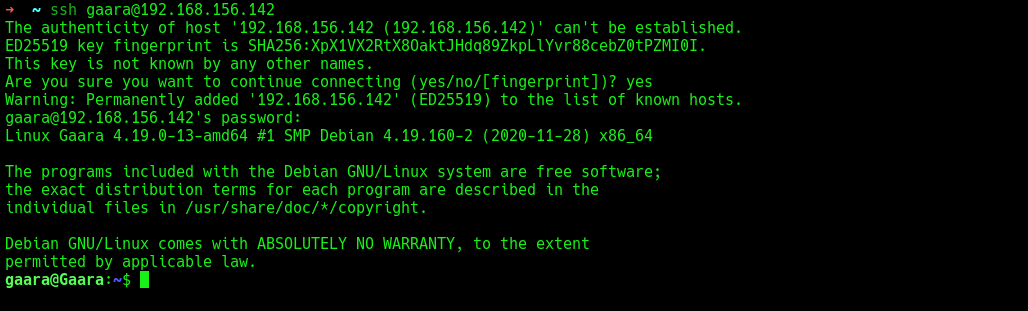 → ~ ssh gaara@192.168.156.142
The authenticity of host '192.168.156.142 (192.168.156.142)' can't be established.
ED25519 key fingerprint is SHA256:XpX1VX2RtX8OaktJHdq89ZkpLlYvr88cebZ0tPZMI0I.
This key is not known by any other names.
Are you sure you want to continue connecting (yes/no/[fingerprint])? yes
Warning: Permanently added '192.168.156.142' (ED25519) to the list of known hosts.
gaara@192.168.156.142's password:
Linux Gaara 4.19.0-13-amd64 #1 SMP Debian 4.19.160-2 (2020-11-28) x86_64
The programs included with the Debian GNU/Linux system are free software;
the exact distribution terms for each program are described in the
individual files in /usr/share/doc/*/copyright.
Debian GNU/Linux comes with ABSOLUTELY NO WARRANTY, to the extent
permitted by applicable law.
gaara@Gaara:~$